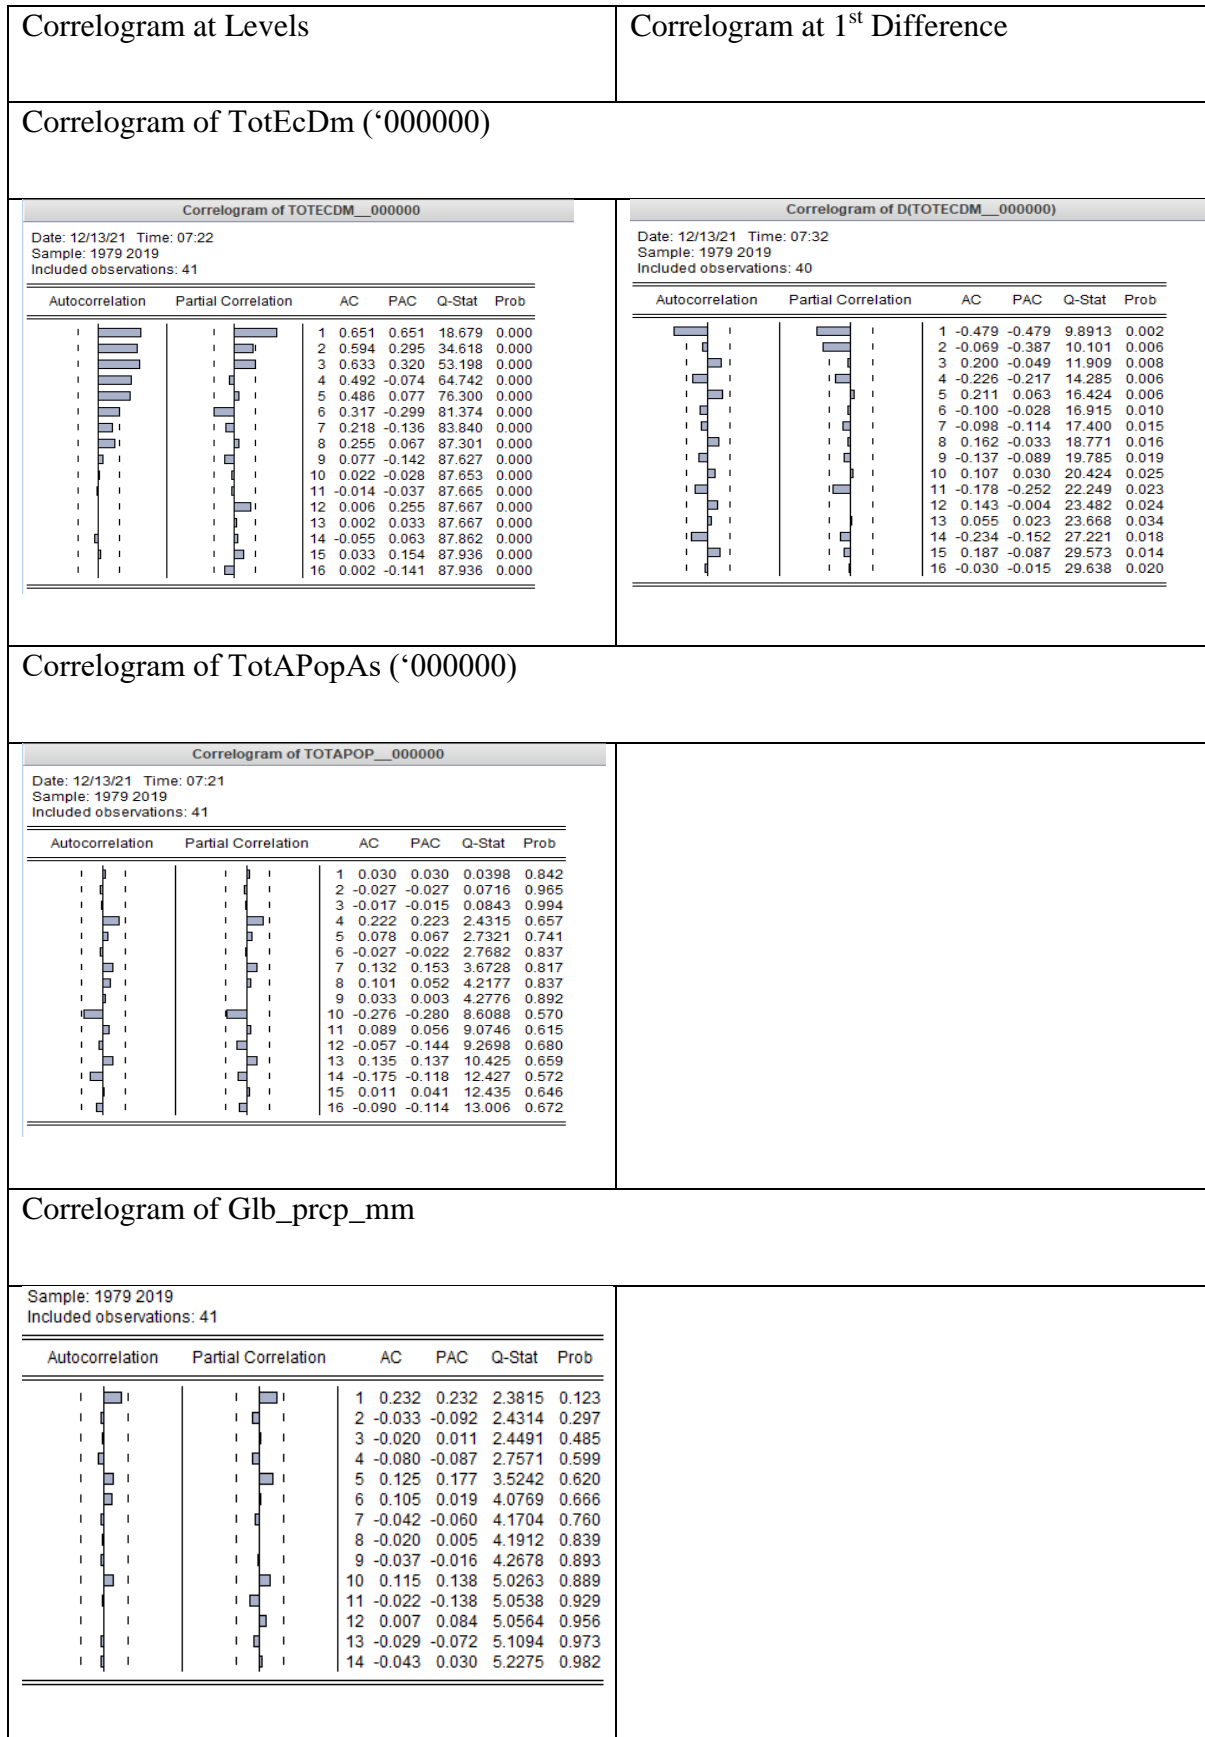 Correlogram at Levels
Correlogram at 1st Difference
Correlogram of TotEcDm (‘000000)
Correlogram of TOTECDM__000000
Date: 12/13/21 Time: 07:22
Sample: 1979 2019
Included observations: 41
Autocorrelation Partial Correlation AC PAC Q-Stat Prob
1 0.651 0.651 18.679 0.000
2 0.594 0.295 34.618 0.000
3 0.633 0.320 53.198 0.000
4 0.492 -0.074 64.742 0.000
5 0.486 0.077 76.300 0.000
6 0.317 -0.299 81.374 0.000
7 0.218 -0.136 83.840 0.000
8 0.255 0.067 87.301 0.000
9 0.077 -0.142 87.627 0.000
10 0.022 -0.028 87.653 0.000
11 -0.014 -0.037 87.665 0.000
12 0.006 0.255 87.667 0.000
13 0.002 0.033 87.667 0.000
14 -0.055 0.063 87.862 0.000
15 0.033 0.154 87.936 0.000
16 0.002 -0.141 87.936 0.000
Correlogram of D(TOTECDM__000000)
Date: 12/13/21 Time: 07:32
Sample: 1979 2019
Included observations: 40
Autocorrelation Partial Correlation AC PAC Q-Stat Prob
1 -0.479 -0.479 9.8913 0.002
2 -0.069 -0.387 10.101 0.006
3 0.200 -0.049 11.909 0.008
4 -0.226 -0.217 14.285 0.006
5 0.211 0.063 16.424 0.006
6 -0.100 -0.028 16.915 0.010
7 -0.098 -0.114 17.400 0.015
8 0.162 -0.033 18.771 0.016
9 -0.137 -0.089 19.785 0.019
10 0.107 0.030 20.424 0.025
11 -0.178 -0.252 22.249 0.023
12 0.143 -0.004 23.482 0.024
13 0.055 0.023 23.668 0.034
14 -0.234 -0.152 27.221 0.018
15 0.187 -0.087 29.573 0.014
16 -0.030 -0.015 29.638 0.020
Correlogram of TotAPopAs (‘000000)
Correlogram of TOTAPOP__000000
Date: 12/13/21 Time: 07:21
Sample: 1979 2019
Included observations: 41
Autocorrelation Partial Correlation AC PAC Q-Stat Prob
1 0.030 0.030 0.0398 0.842
2 -0.027 -0.027 0.0716 0.965
3 -0.017 -0.015 0.0843 0.994
4 0.222 0.223 2.4315 0.657
5 0.078 0.067 2.7321 0.741
6 -0.027 -0.022 2.7682 0.837
7 0.132 0.153 3.6728 0.817
8 0.101 0.052 4.2177 0.837
9 0.033 0.003 4.2776 0.892
10 -0.276 -0.280 8.6088 0.570
11 0.089 0.056 9.0746 0.615
12 -0.057 -0.144 9.2698 0.680
13 0.135 0.137 10.425 0.659
14 -0.175 -0.118 12.427 0.572
15 0.011 0.041 12.435 0.646
16 -0.090 -0.114 13.006 0.672
Correlogram of Glb_prcp_mm
Sample: 1979 2019
Included observations: 41
Autocorrelation Partial Correlation AC PAC Q-Stat Prob
1 0.232 0.232 2.3815 0.123
2 -0.033 -0.092 2.4314 0.297
3 -0.020 0.011 2.4491 0.485
4 -0.080 -0.087 2.7571 0.599
5 0.125 0.177 3.5242 0.620
6 0.105 0.019 4.0769 0.666
7 -0.042 -0.060 4.1704 0.760
8 -0.020 0.005 4.1912 0.839
9 -0.037 -0.016 4.2678 0.893
10 0.115 0.138 5.0263 0.889
11 -0.022 -0.138 5.0538 0.929
12 0.007 0.084 5.0564 0.956
13 -0.029 -0.072 5.1094 0.973
14 -0.043 0.030 5.2275 0.982